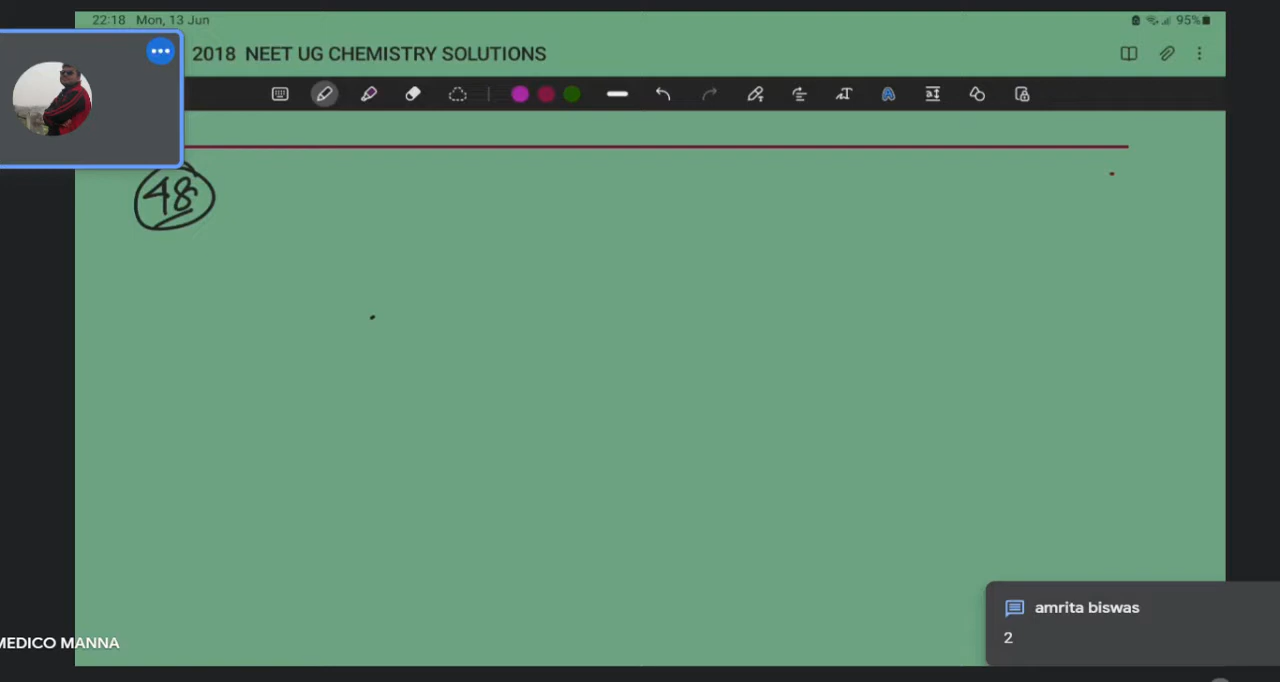 22:18 Mon, 13 Jun
95%
2018 NEET UG CHEMISTRY SOLUTIONS
48
amrita biswas
2
MEDICO MANNA